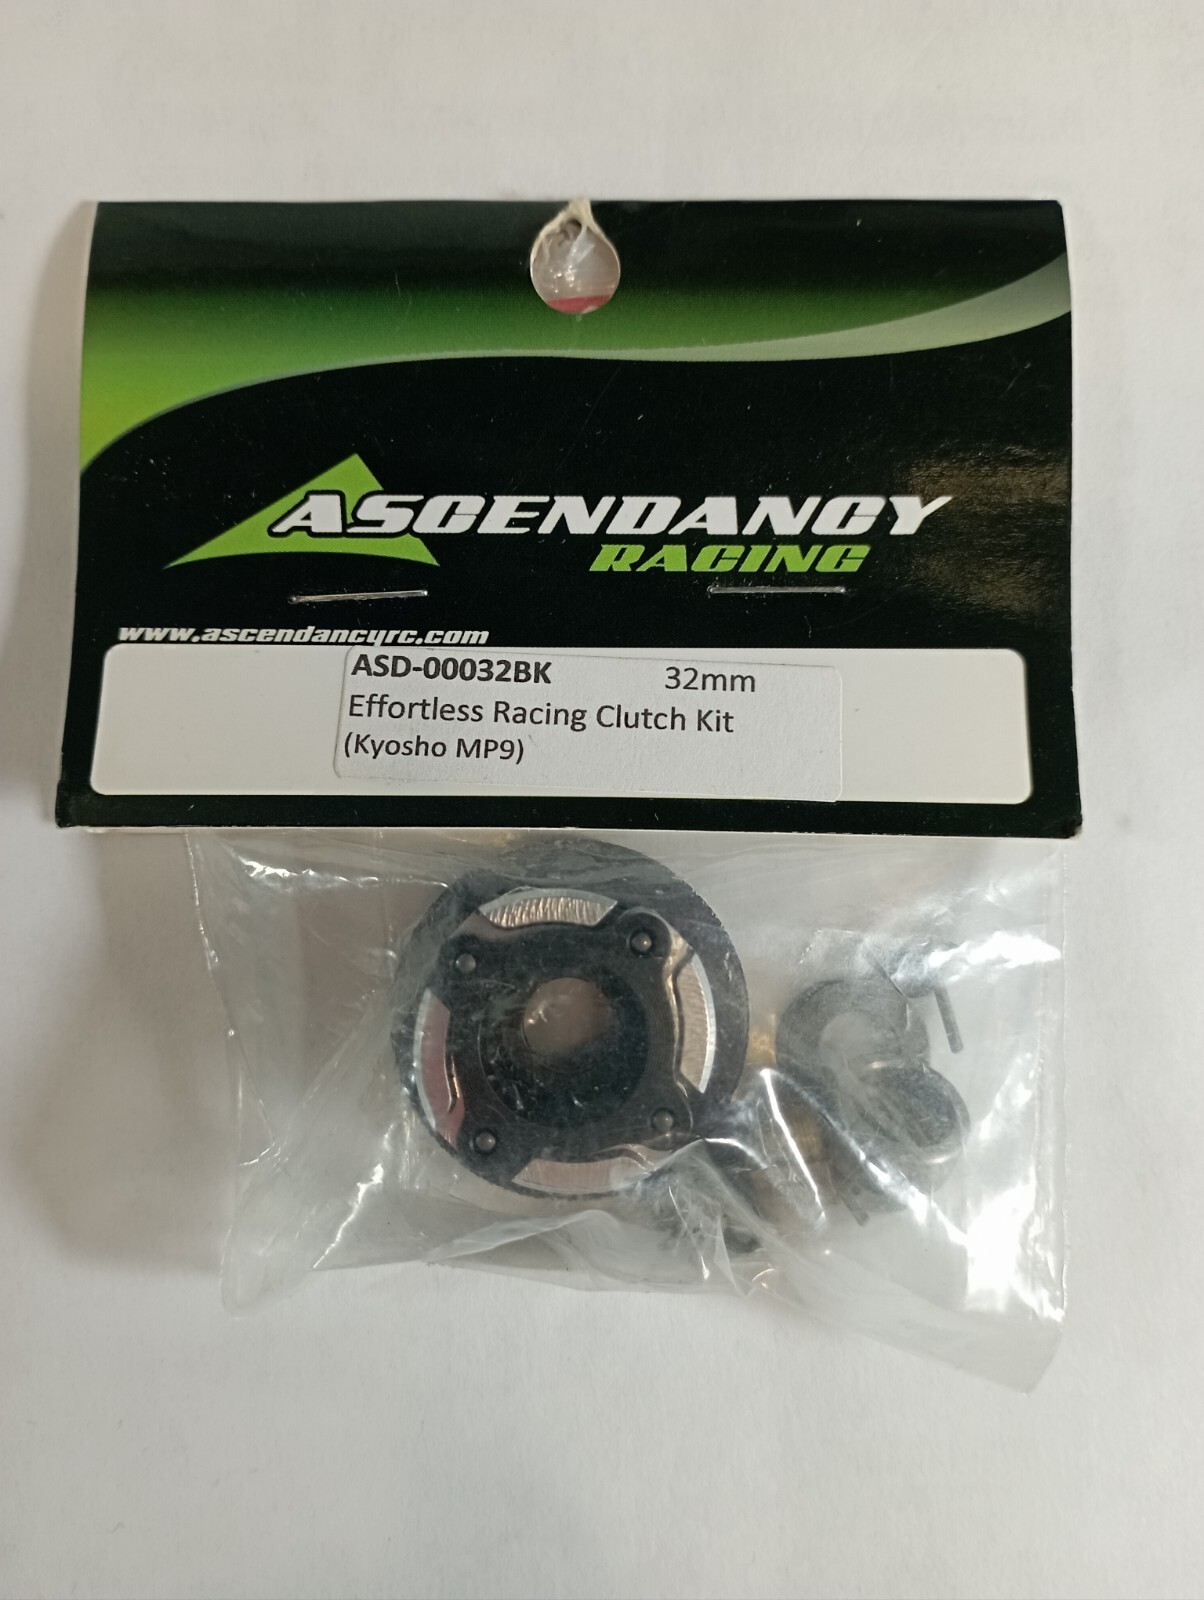 ASCENDANCY
RACING
www.ascendancyrc.com
ASD-00032BK 32mm
Effortless Racing Clutch Kit
(Kyosho MP9)